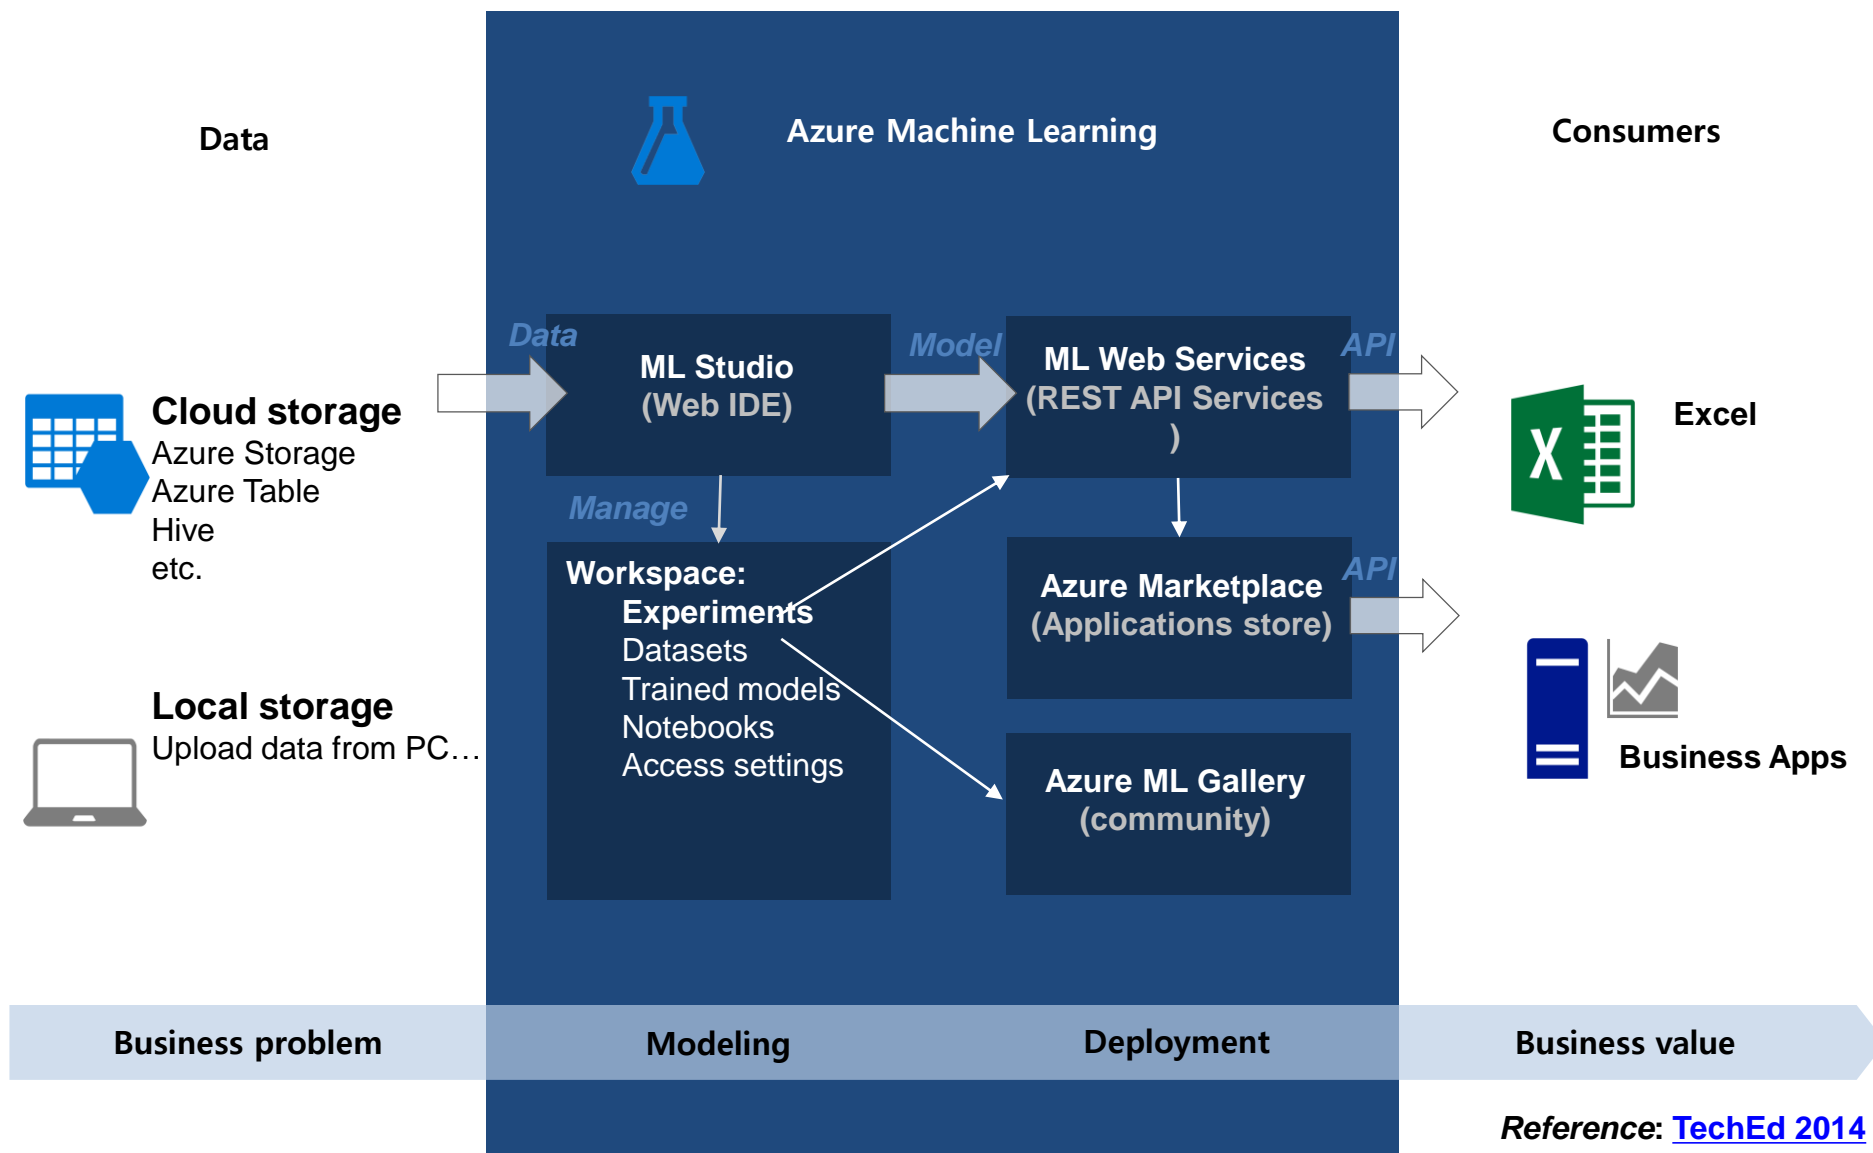 Data
Azure Machine Learning
Consumers
Cloud storage
Azure Storage
Azure Table
Hive
etc.
Local storage
Upload data from PC…
Data
ML Studio
(Web IDE)
Manage
Workspace:
Experiments
Datasets
Trained models
Notebooks
Access settings
Model
ML Web Services
(REST API Services
)
Azure Marketplace
(Applications store)
Azure ML Gallery
(community)
API
API
X
Excel
Business Apps
Business problem
Modeling
Deployment
Business value
Reference: TechEd 2014